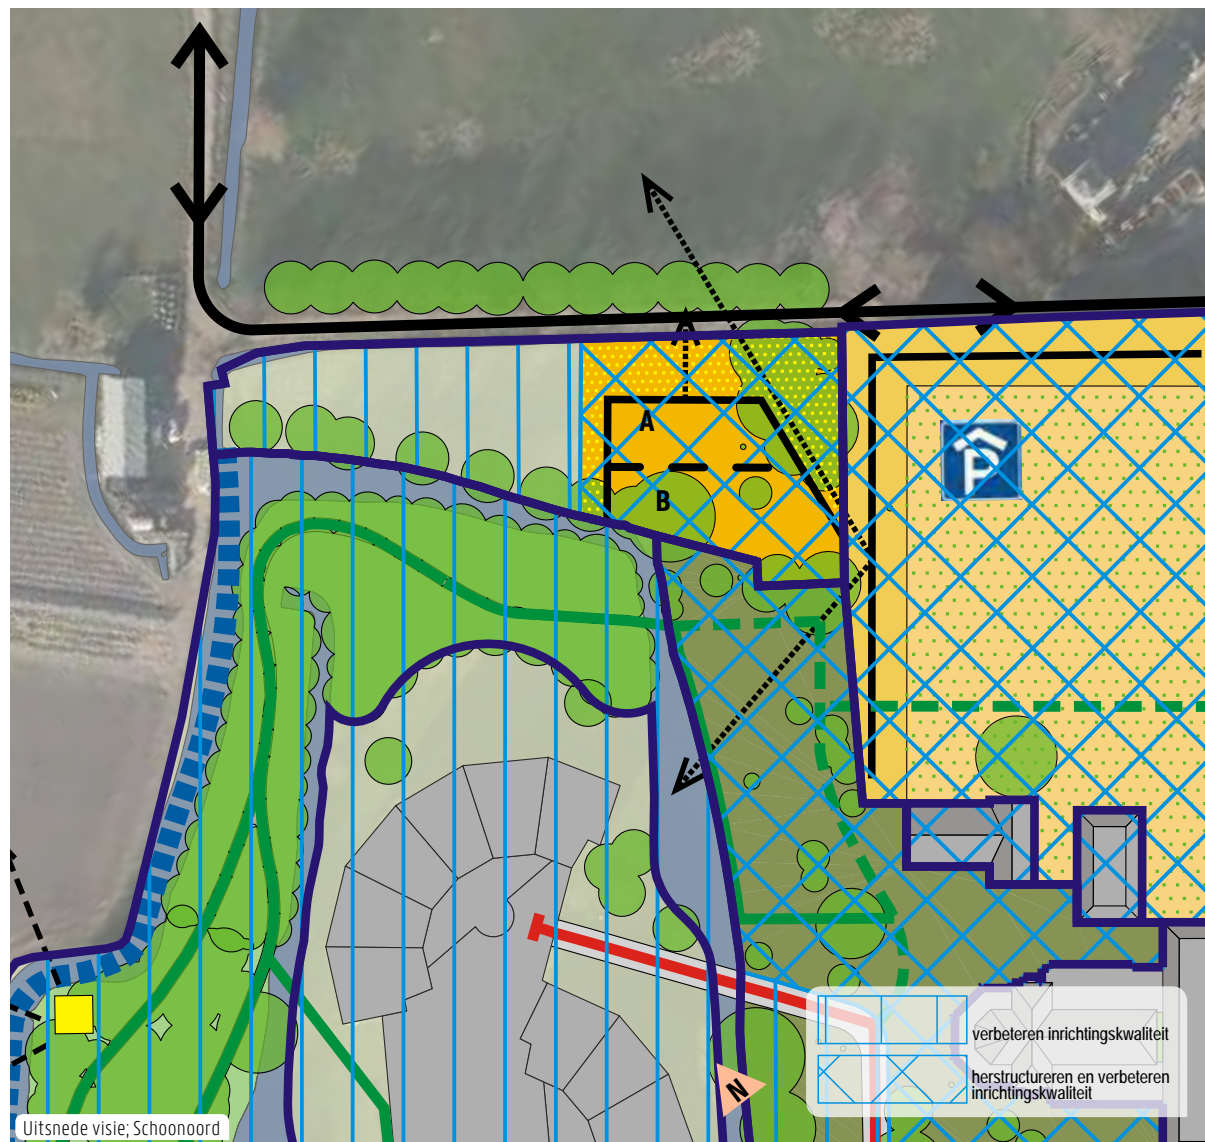 A
B
P
N
verbeteren inrichtingskwaliteit
herstructureren en verbeteren
inrichtingskwaliteit
Uitsnede visie; Schoonoord